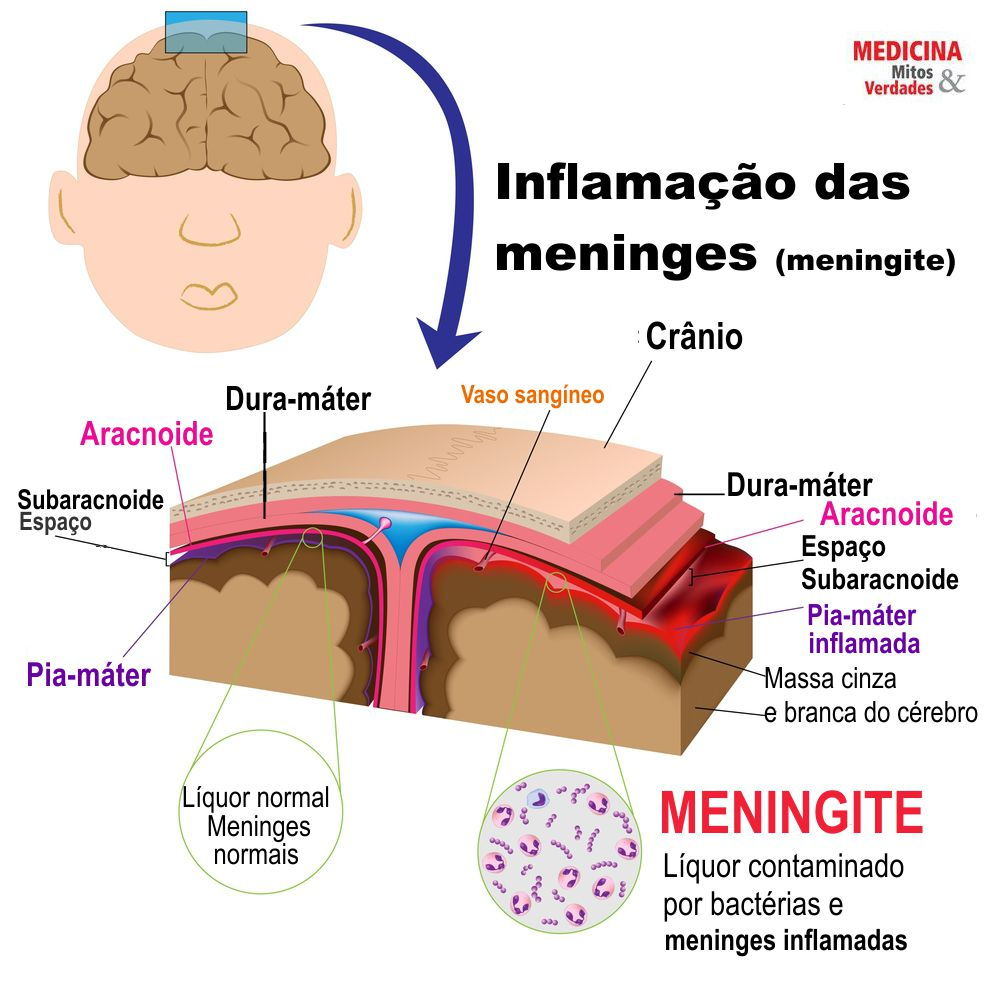 MEDICINA
Mitos
Verdades &
Inflamação das
meninges (meningite)
Crânio
Dura-máter
Vaso sangíneo
Aracnoide
Subaracnoide
Espaço
Pia-máter
Dura-máter
Aracnoide
Espaço
Subaracnoide
Pia-máter
inflamada
Massa cinza
e branca do cérebro
Líquor normal
Meninges
normais
MENINGITE
Líquor contaminado
por bactérias e
meninges inflamadas